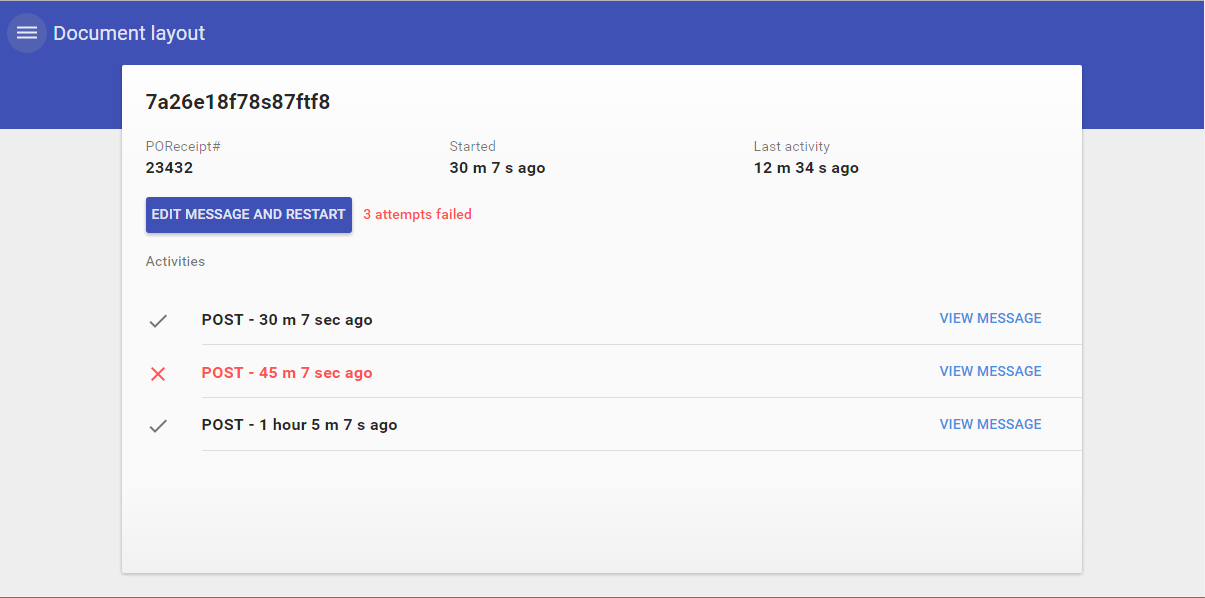 Document layout
7a26e18f78s87ftf8
POReceipt# Started Last activity
23432 30 m 7 s ago 12 m 34 s ago
EDIT MESSAGE AND RESTART 3 attempts failed
Activities
POST - 30 m 7 sec ago VIEW MESSAGE
POST - 45 m 7 sec ago VIEW MESSAGE
POST - 1 hour 5 m 7 s ago VIEW MESSAGE